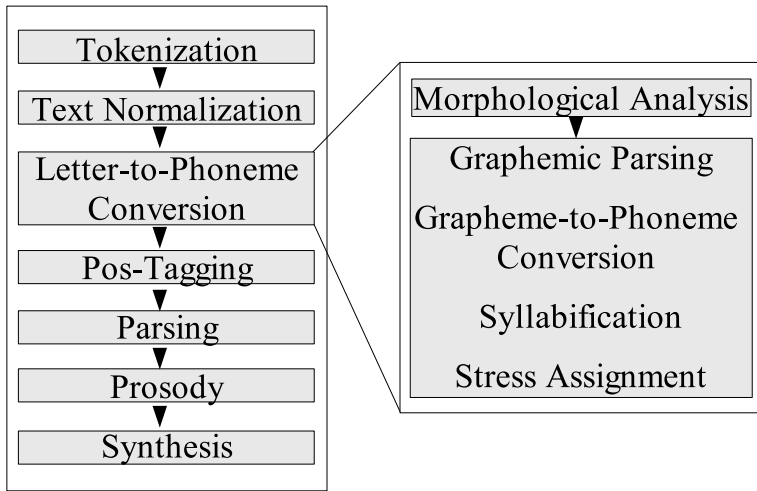 Tokenization
Text Normalization
Letter-to-Phoneme
Conversion
Pos-Tagging
Parsing
Prosody
Synthesis
Morphological Analysis
Graphemic Parsing
Grapheme-to-Phoneme
Conversion
Syllabification
Stress Assignment